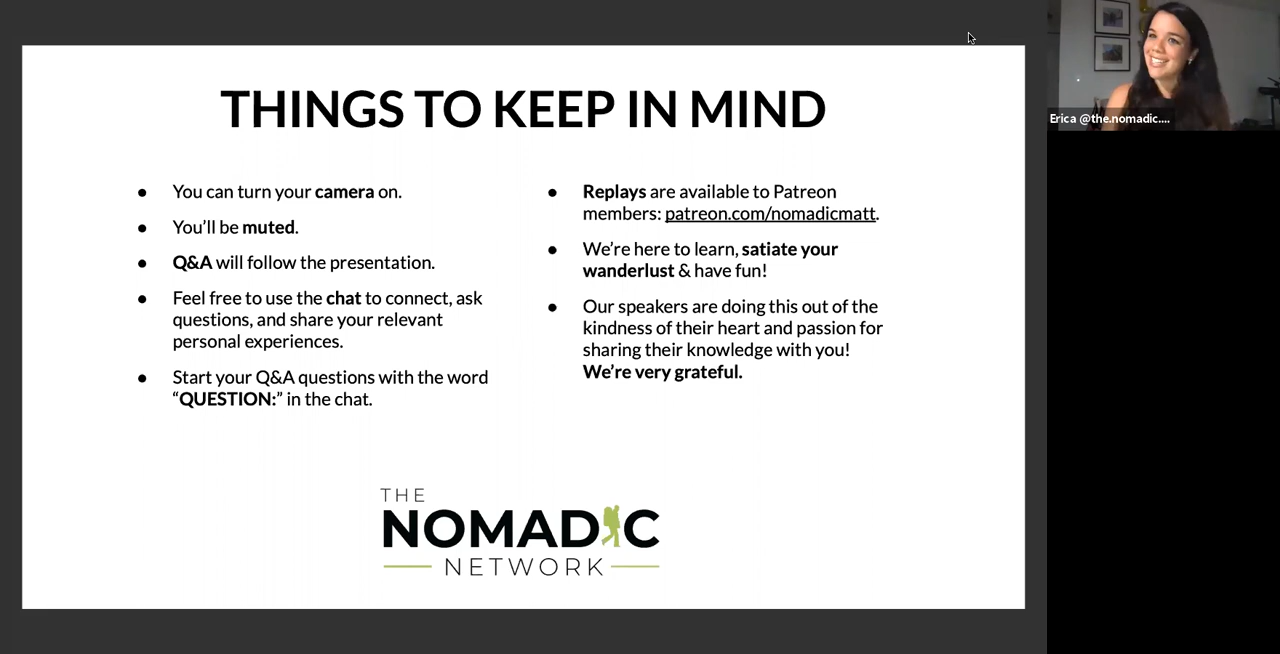 THINGS TO KEEP IN MIND
You can turn your camera on.
You'll be muted.
Q&A will follow the presentation.
Feel free to use the chat to connect, ask
questions, and share your relevant
personal experiences.
Start your Q&A questions with the word
“QUESTION:” in the chat.
Replays are available to Patreon
members: patreon.com/nomadicmatt.
We’re here to learn, satiate your
wanderlust & have fun!
Our speakers are doing this out of the
kindness of their heart and passion for
sharing their knowledge with you!
We’re very grateful.
THE
NOMADIC
NETWORK
Erica @the.nomadic....